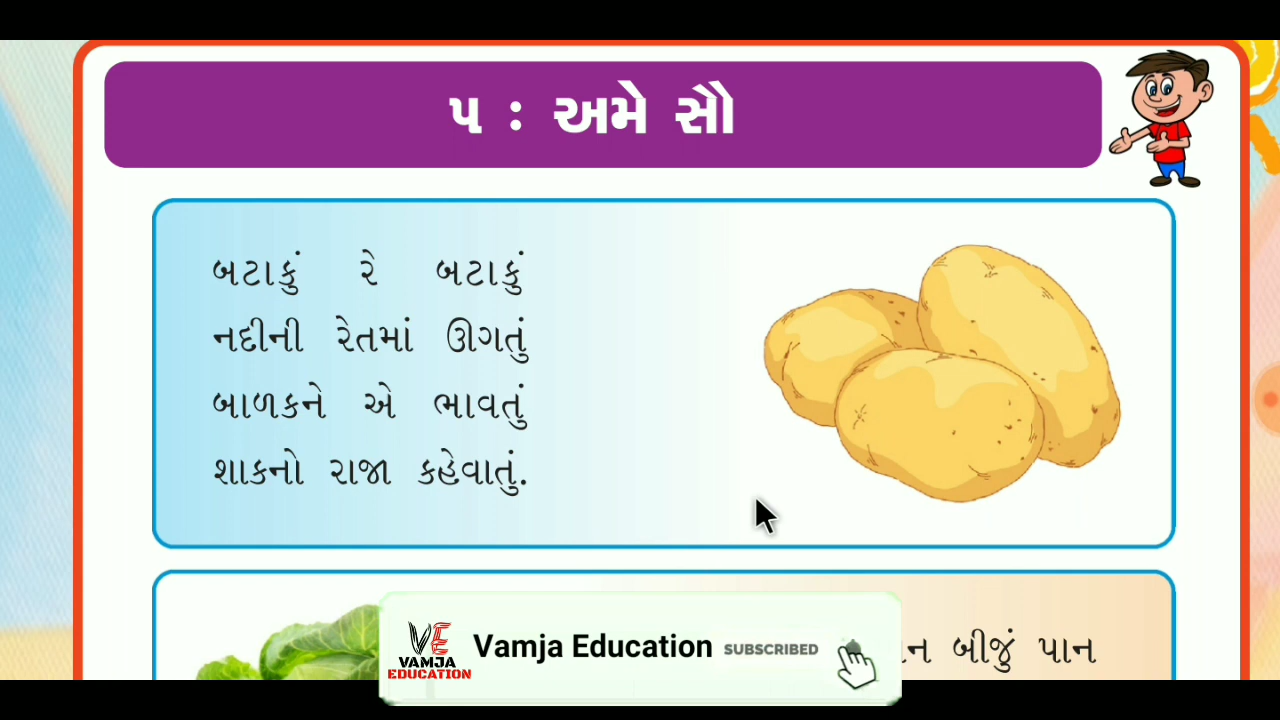 ૫ : અમે સૌ
બટાકું રે બટાકું
નદીની રેતમાં ઊગતું
બાળકને એ ભાવતું
શાકનો રાજા કહેવાતું.
બીજું પાન
VE
VAMJA
EDUCATION
Vamja Education SUBSCRIBED